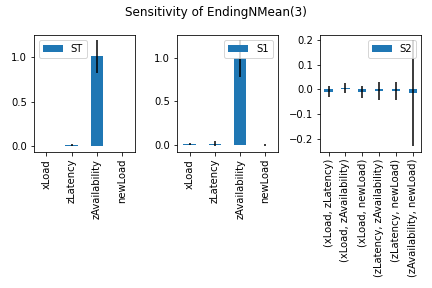 Sensitivity of EndingNMean(3)
ST
1.0
0.5
0.0
xLoad
zLatency
zAvailability
newLoad
S1
1.0
0.5
0.0
xLoad
zLatency
zAvailability
newLoad
S2
0.2
0.1
0.0
−0.1
−0.2
(xLoad, zLatency)
(xLoad, zAvailability)
(xLoad, newLoad)
(zLatency, zAvailability)
(zLatency, newLoad)
(zAvailability, newLoad)